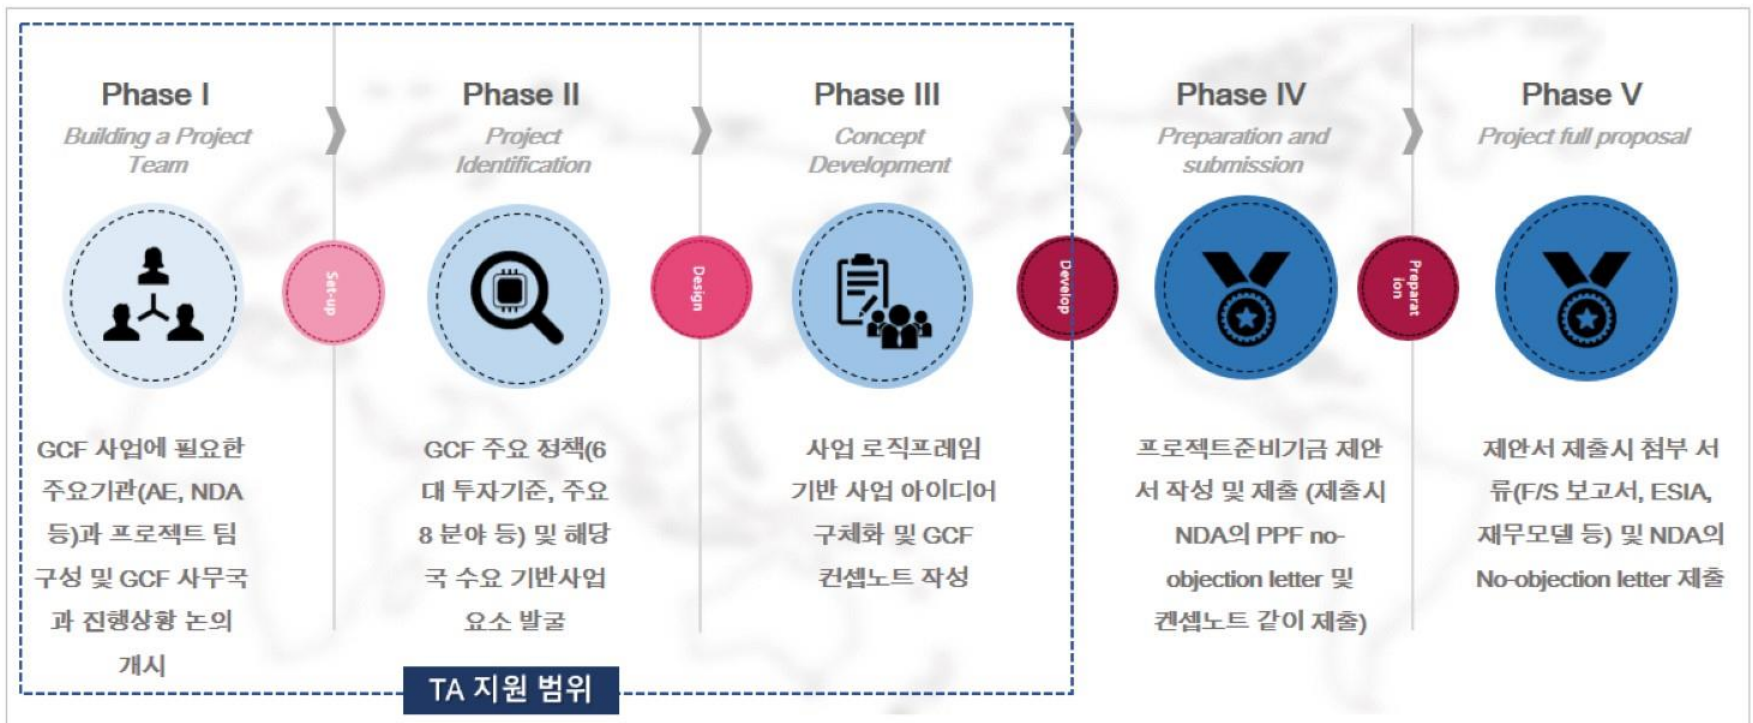 Phase I
Building a Project
Team
GCF 사업에 필요한
주요기관(AE, NDA
등)과 프로젝트 팀
구성 및 GCF 사무국
과 진행상황 논의
개시
Set-up
Phase II
Project
Identification
GCF 주요 정책(6
대 투자기준, 주요
8 분야 등) 및 해당
국 수요 기반사업
요소 발굴
Design
Phase III
Concept
Development
사업 로직프레임
기반 사업 아이디어
구체화 및 GCF
컨셉노트 작성
Develop
Phase IV
Preparation and
submission
프로젝트준비기금 제안
서 작성 및 제출 (제출시
NDA의 PPF no-
objection letter 및
켄셉노트 같이 제출)
Preparat
ion
Phase V
Project full proposal
제안서 제출시 첨부 서
류(F/S 보고서, ESIA,
재무모델 등) 및 NDA의
No-objection letter 제출
TA 지원 범위